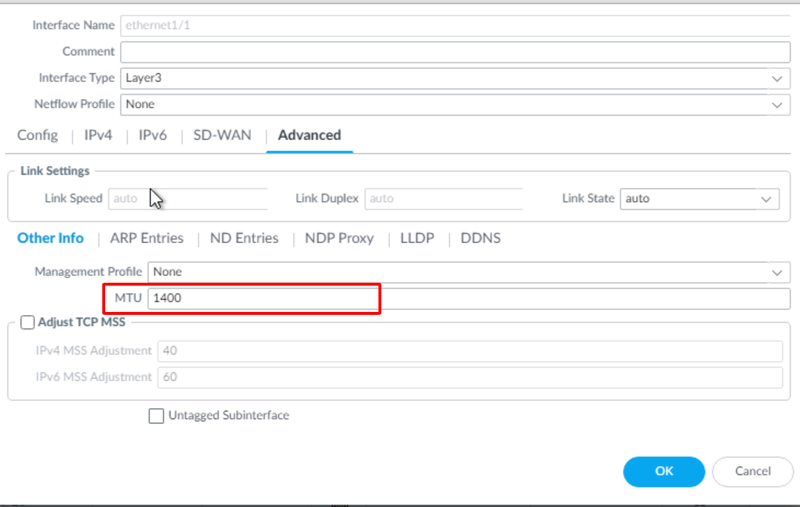 Interface Name ethernet1/1
Comment
Interface Type Layer3
Netflow Profile None
Config IPv4 IPv6 SD-WAN Advanced
Link Settings
Link Speed auto Link Duplex auto Link State auto
Other Info ARP Entries ND Entries NDP Proxy LLDP DDNS
Management Profile None
MTU 1400
Adjust TCP MSS
IPv4 MSS Adjustment 40
IPv6 MSS Adjustment 60
Untagged Subinterface
OK Cancel